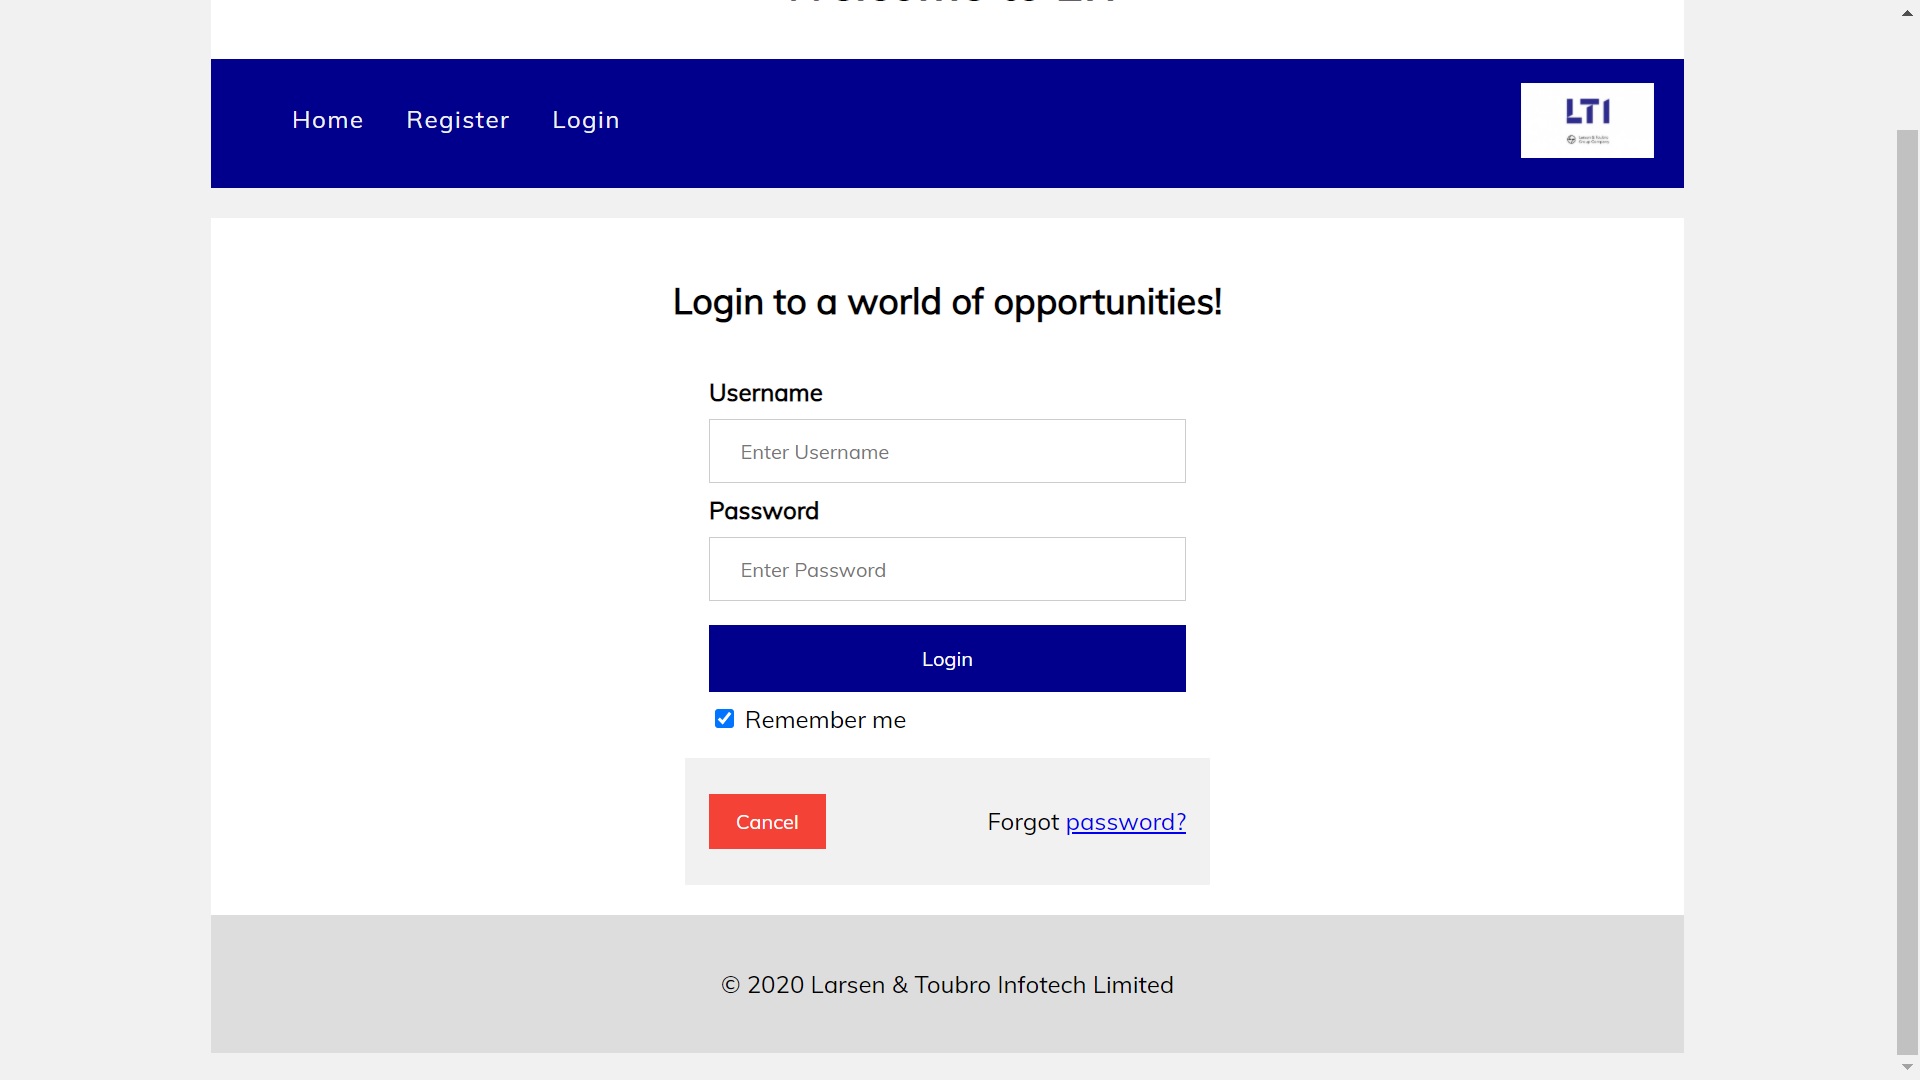 Home Register Login
LTI
Login to a world of opportunities!
Username
Enter Username
Password
Enter Password
Login
Remember me
Cancel
Forgot password?
© 2020 Larsen & Toubro Infotech Limited